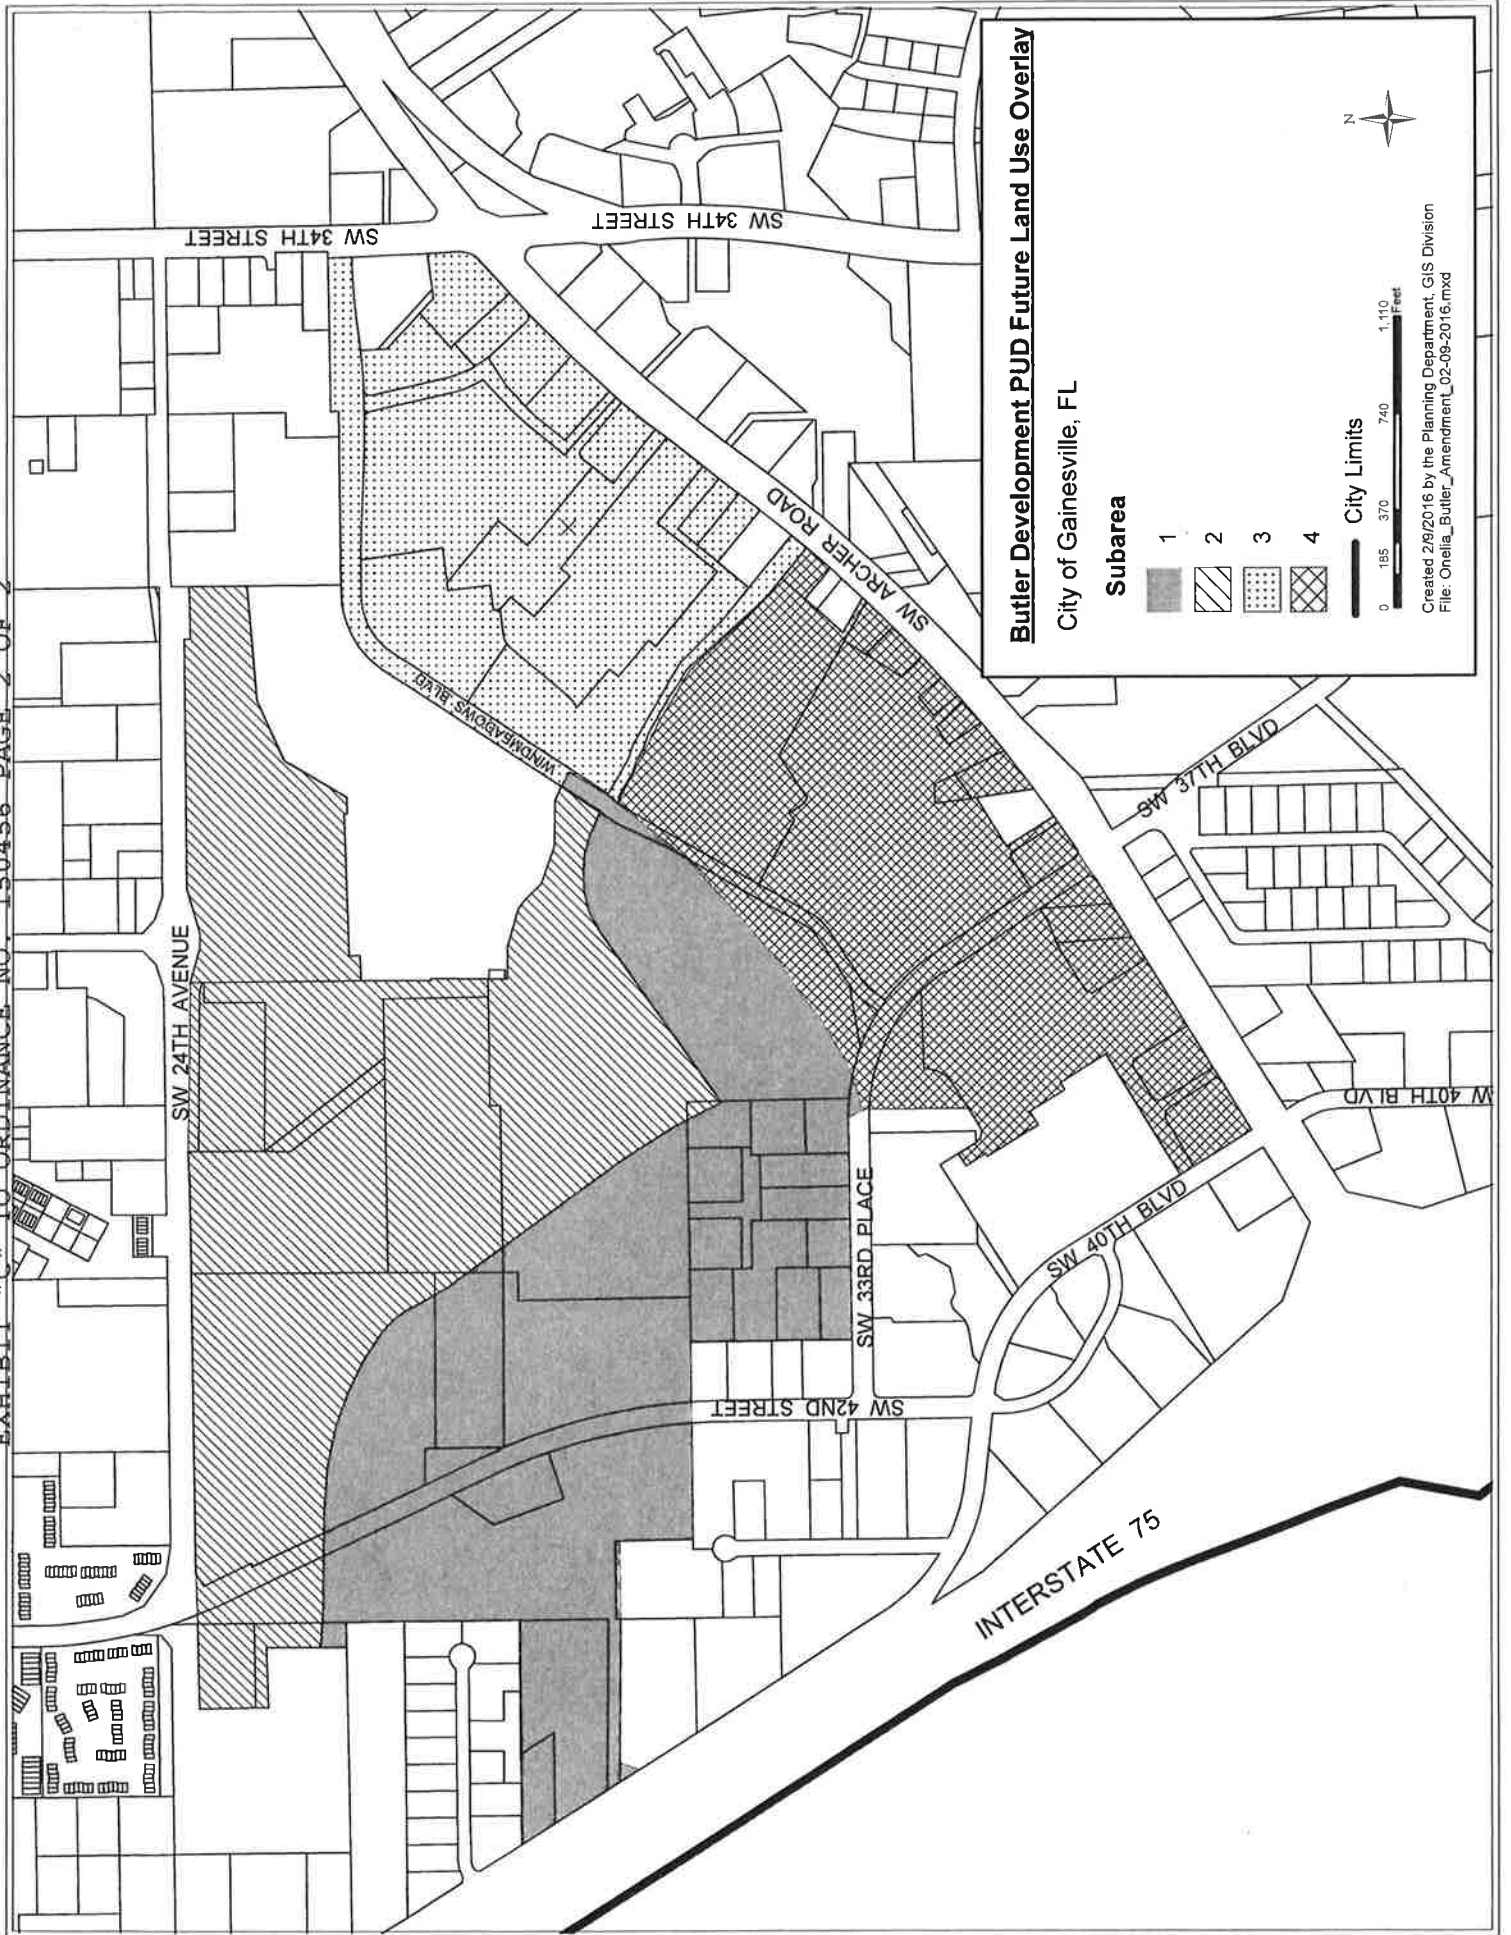 SW 24TH AVENUE
SW 34TH STREET
SW 34TH STREET
WINDMEADOWS BLVD
SW ARCHER ROAD
SW 33RD PLACE
SW 42ND STREET
SW 40TH BLVD
SW 37TH BLVD
W 40TH BLVD
INTERSTATE 75
Butler Development PUD Future Land Use Overlay
City of Gainesville, FL
Subarea
1
2
3
4
City Limits
0 185 370 740 1,110
Feet
N
Created 2/9/2016 by the Planning Department, GIS Division
File: Onelia_Butler_Amendment_02-09-2016.mxd